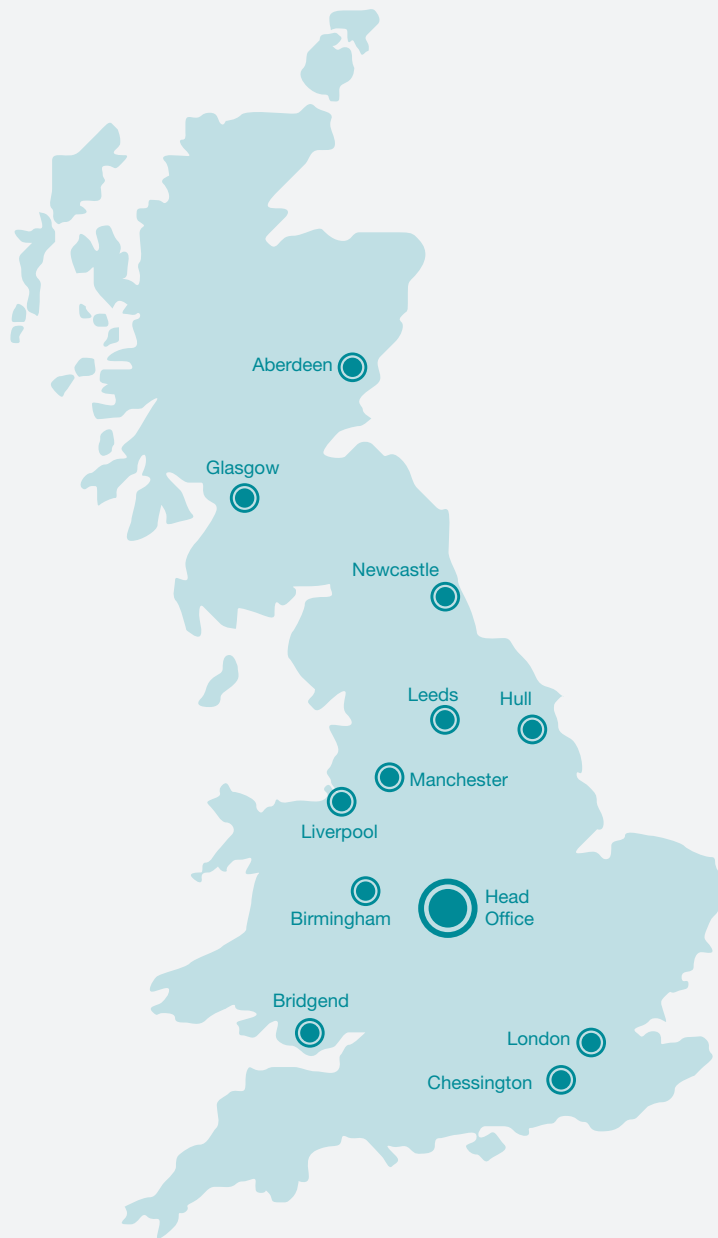 Aberdeen
Glasgow
Newcastle
Leeds
Hull
Manchester
Liverpool
Head
Office
Birmingham
Bridgend
London
Chessington